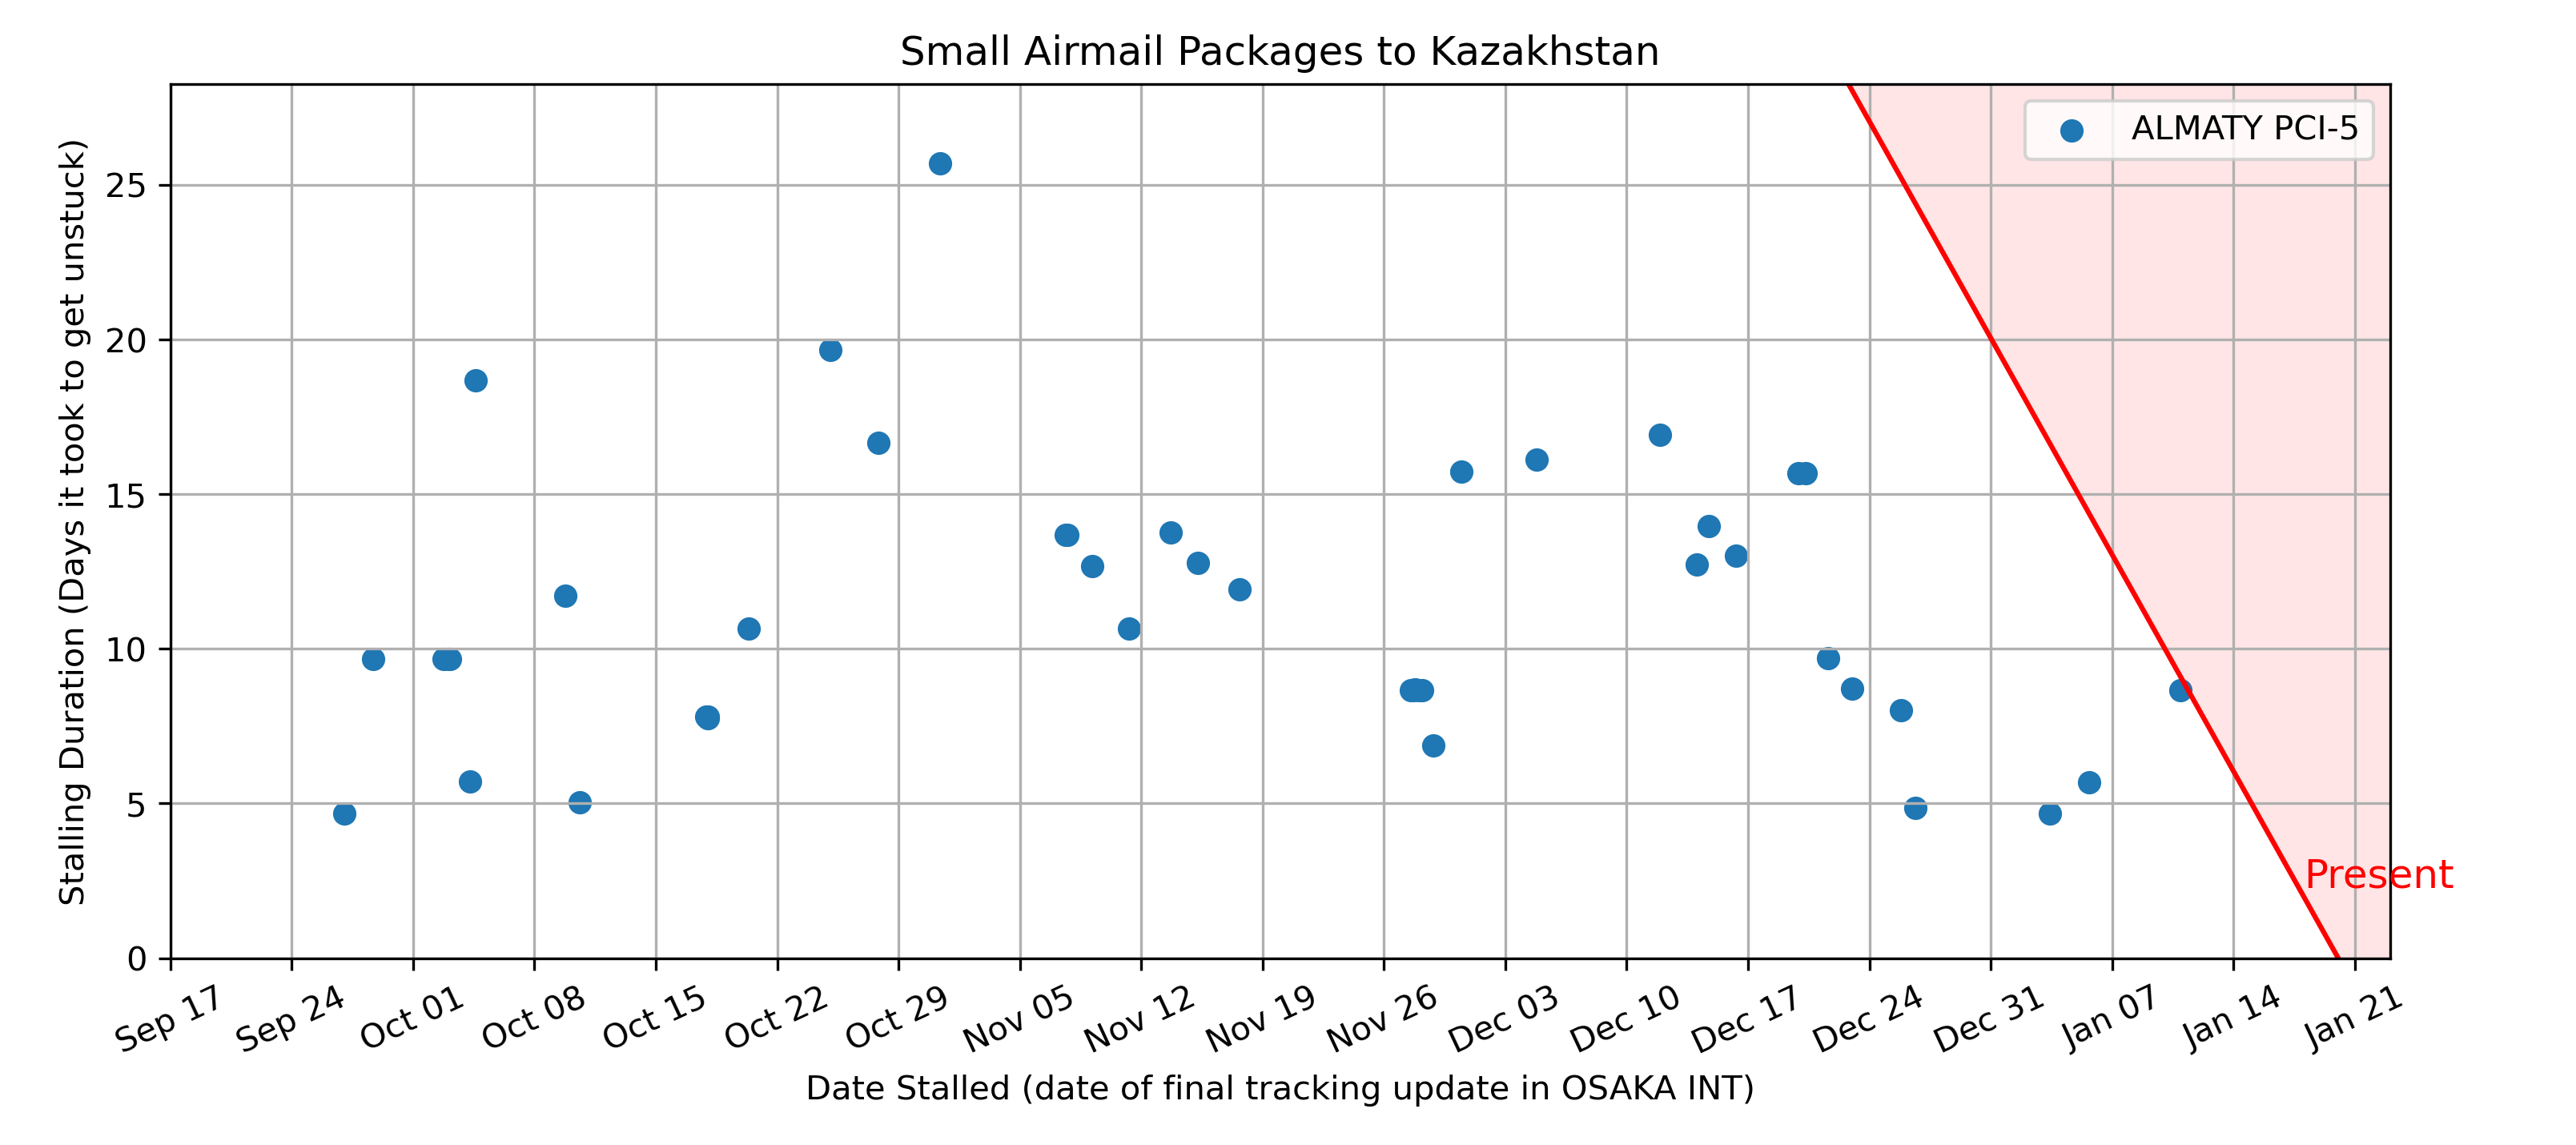 Small Airmail Packages to Kazakhstan
ALMATY PCI-5
Stalling Duration (Days it took to get unstuck)
25
20
15
10
5
0
Present
Sep 17
Sep 24
Oct 01
Oct 08
Oct 15
Oct 22
Oct 29
Nov 05
Nov 12
Nov 19
Nov 26
Dec 03
Dec 10
Dec 17
Dec 24
Dec 31
Jan 07
Jan 14
Jan 21
Date Stalled (date of final tracking update in OSAKA INT)